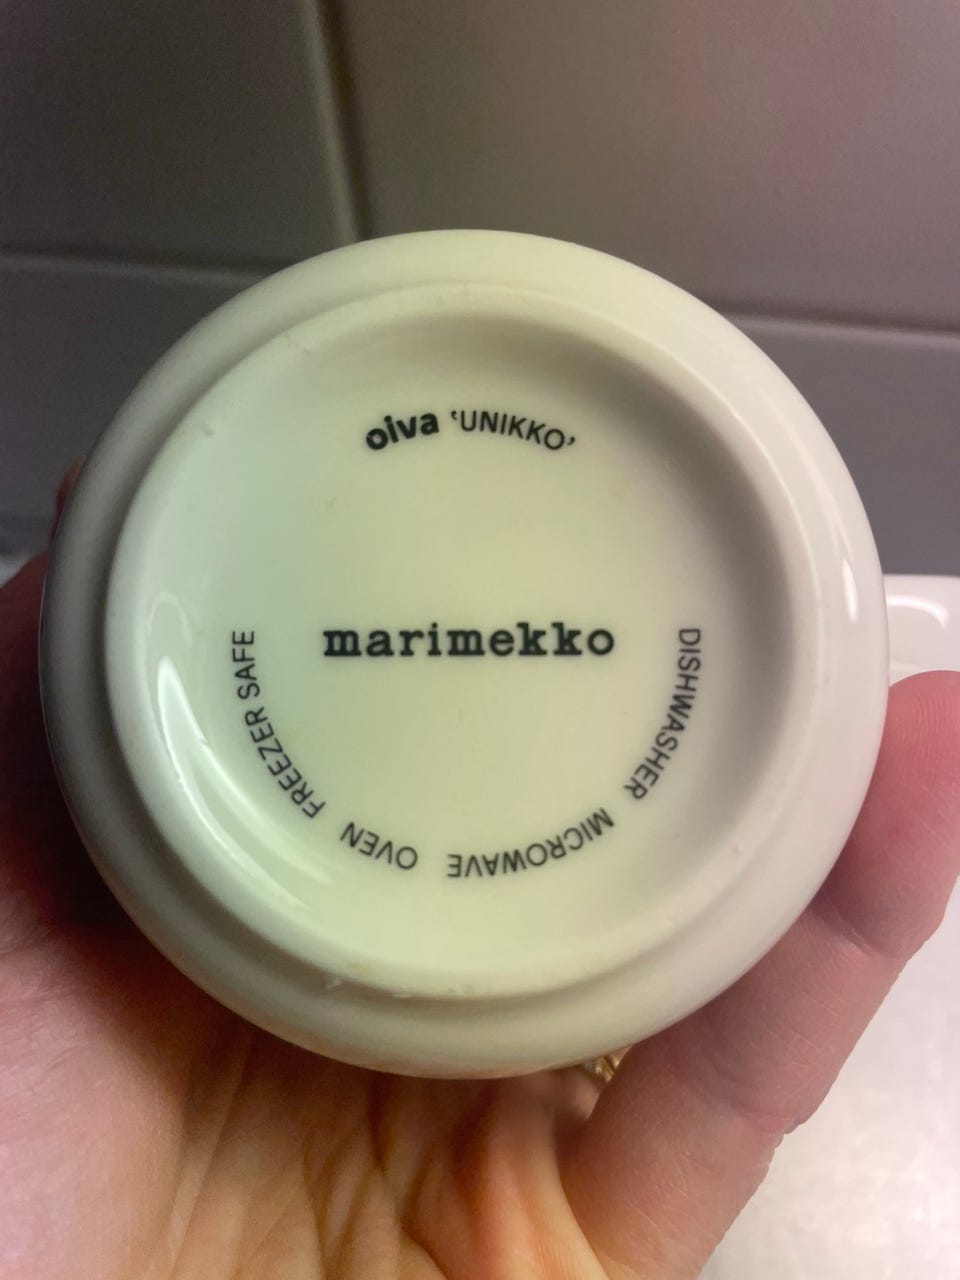 oiva ‘UNIKKO’
marimekko
DISHWASHER MICROWAVE OVEN FREEZER SAFE